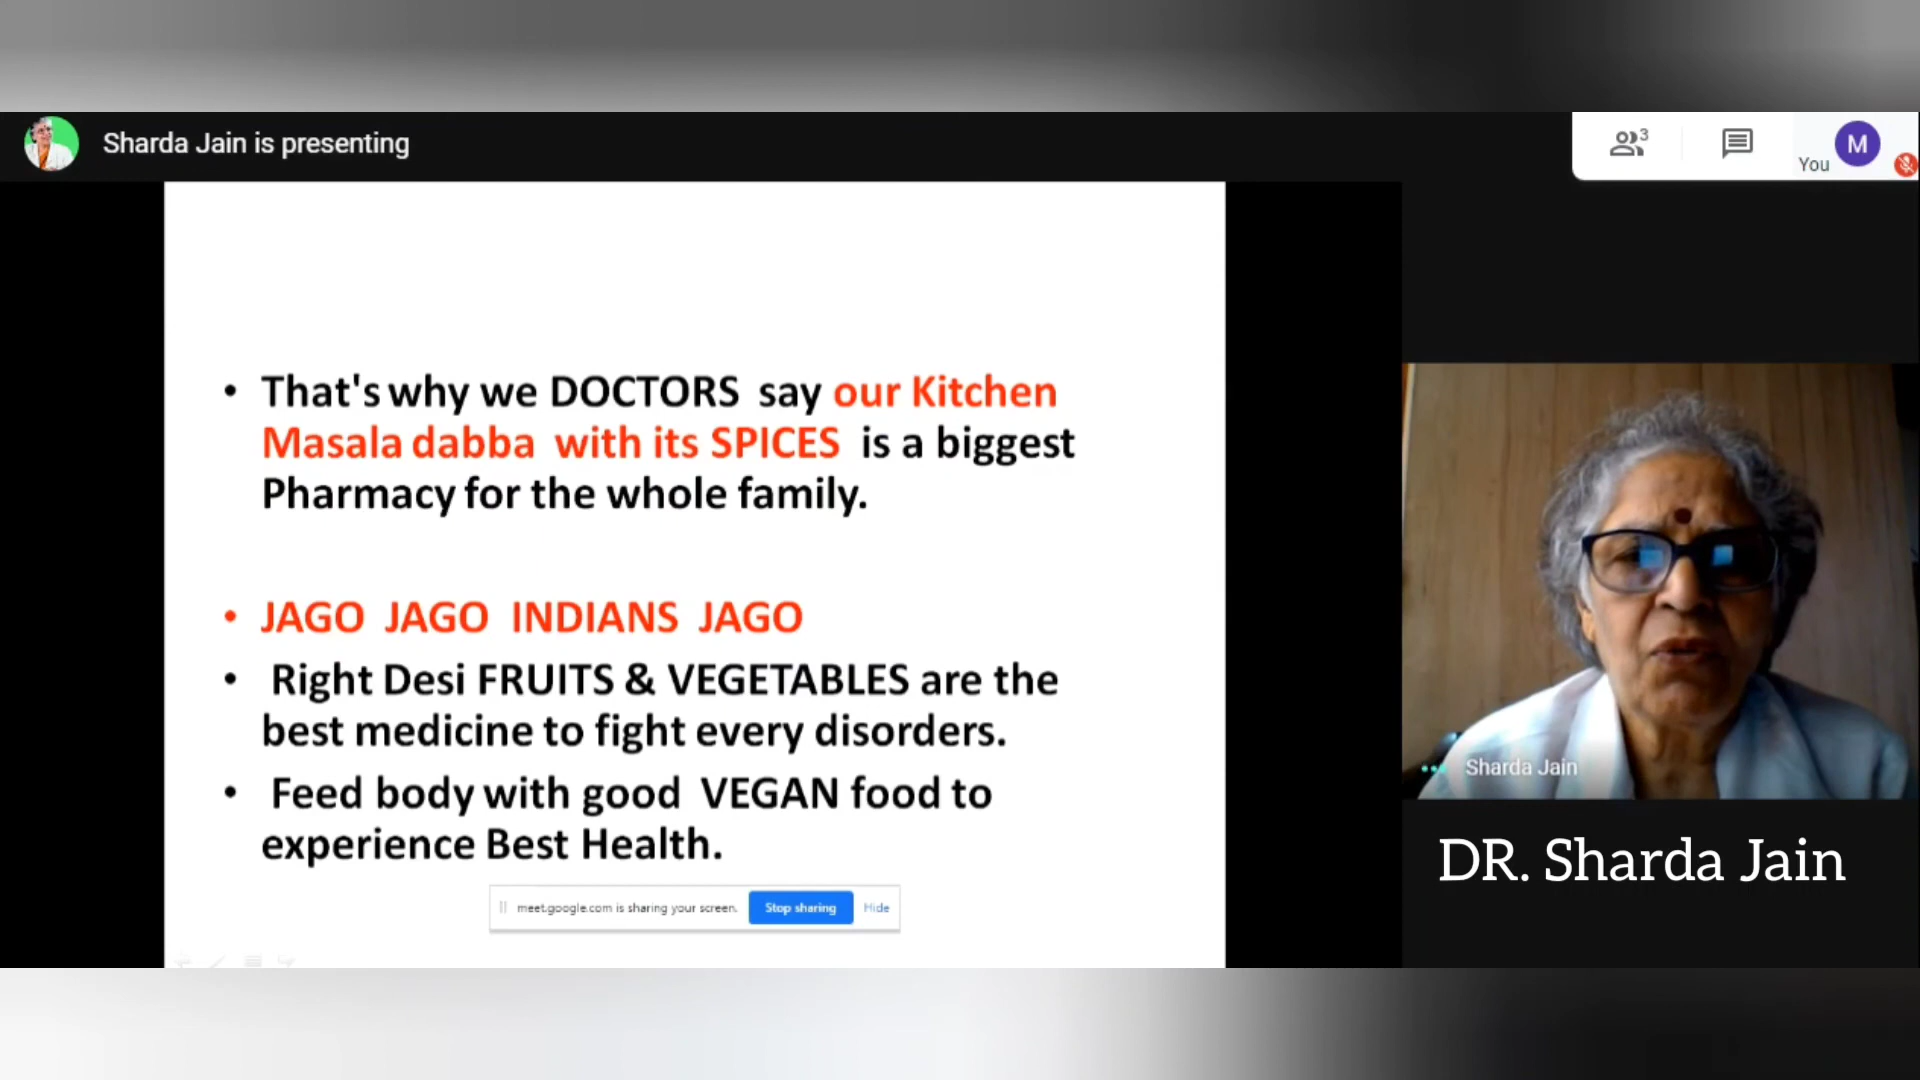 Sharda Jain is presenting
3
You
M
• That's why we DOCTORS say our Kitchen
Masala dabba with its SPICES is a biggest
Pharmacy for the whole family.
• JAGO JAGO INDIANS JAGO
• Right Desi FRUITS & VEGETABLES are the
best medicine to fight every disorders.
• Feed body with good VEGAN food to
experience Best Health.
meet.google.com is sharing your screen.
Stop sharing
Hide
Sharda Jain
DR. Sharda Jain